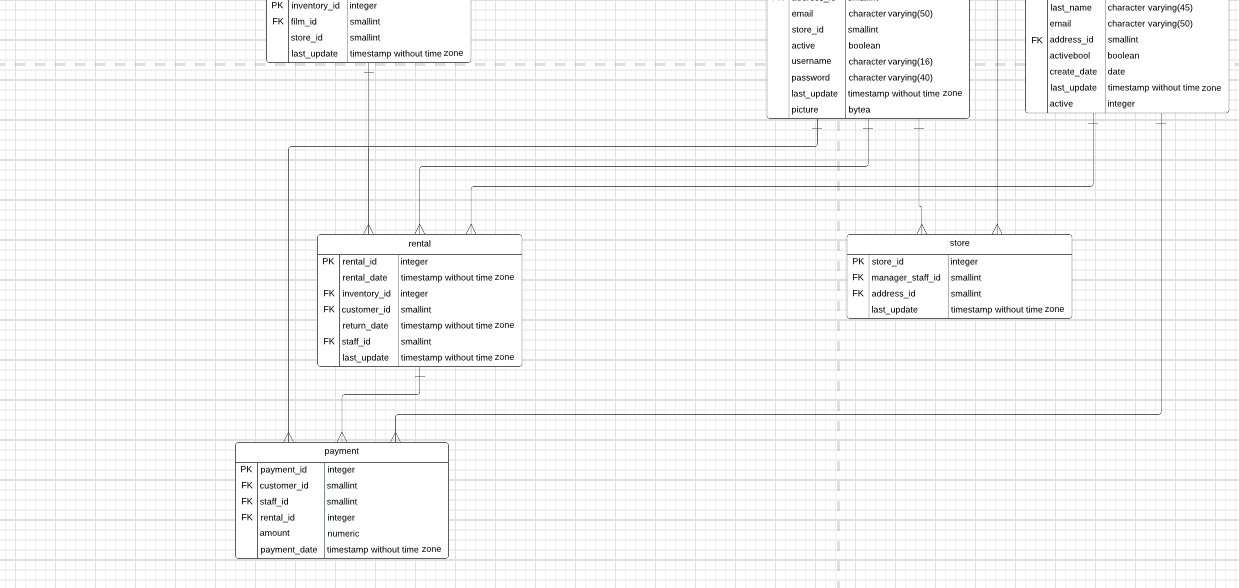 PK inventory_id integer
FK film_id smallint
store_id smallint
last_update timestamp without time zone
email character varying(50)
store_id smallint
active boolean
username character varying(16)
password character varying(40)
last_update timestamp without time zone
picture bytea
last_name character varying(45)
email character varying(50)
FK address_id smallint
activebool boolean
create_date date
last_update timestamp without time zone
active integer
rental
PK rental_id integer
rental_date timestamp without time zone
FK inventory_id integer
FK customer_id smallint
return_date timestamp without time zone
FK staff_id smallint
last_update timestamp without time zone
store
PK store_id integer
FK manager_staff_id smallint
FK address_id smallint
last_update timestamp without time zone
payment
PK payment_id integer
FK customer_id smallint
FK staff_id smallint
FK rental_id integer
amount numeric
payment_date timestamp without time zone